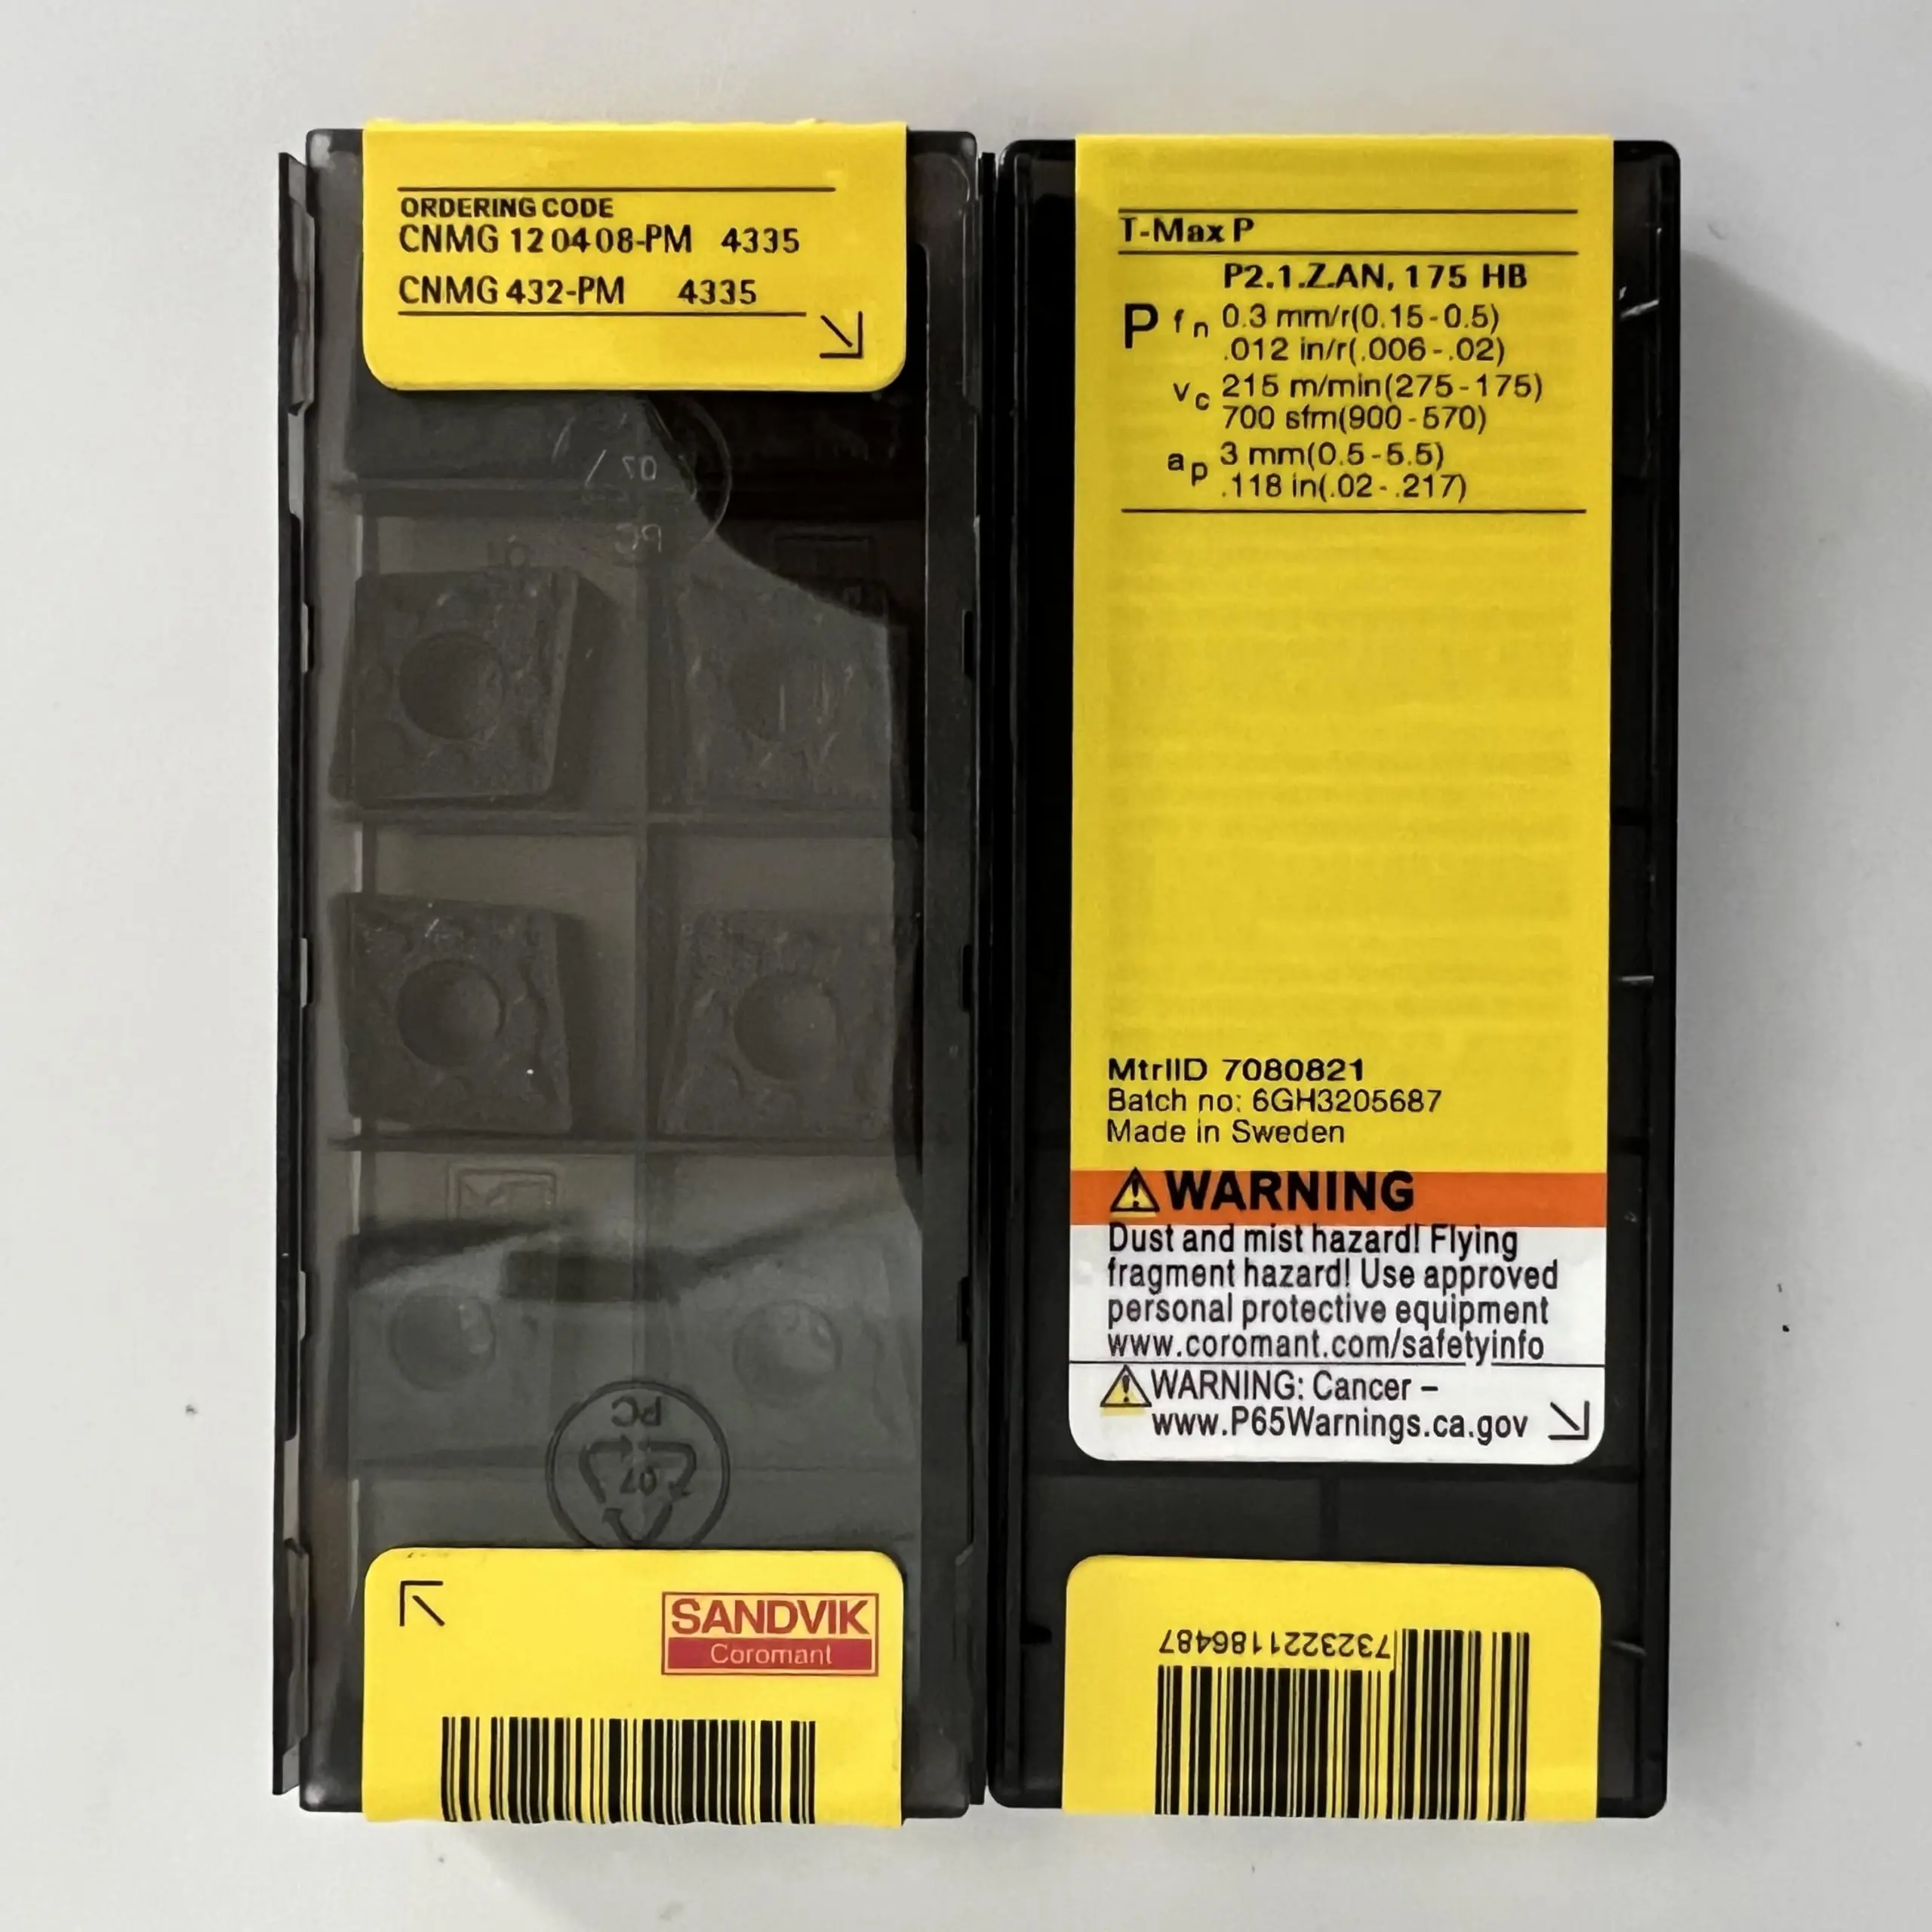 ORDERING CODE
CNMG 12 04 08-PM 4335
CNMG 432-PM 4335
07
PC
PC
07
SANDVIK
Coromant
T-Max P
P2.1.Z.AN, 175 HB
P fn 0.3 mm/r(0.15-0.5)
.012 in/r(.006-.02)
vc 215 m/min(275-175)
700 sfm(900-570)
ap 3 mm(0.5-5.5)
.118 in(.02-.217)
MtrlID 7080821
Batch no: 6GH3205687
Made in Sweden
WARNING
Dust and mist hazard! Flying
fragment hazard! Use approved
personal protective equipment
www.coromant.com/safetyinfo
WARNING: Cancer –
www.P65Warnings.ca.gov
7323221186487